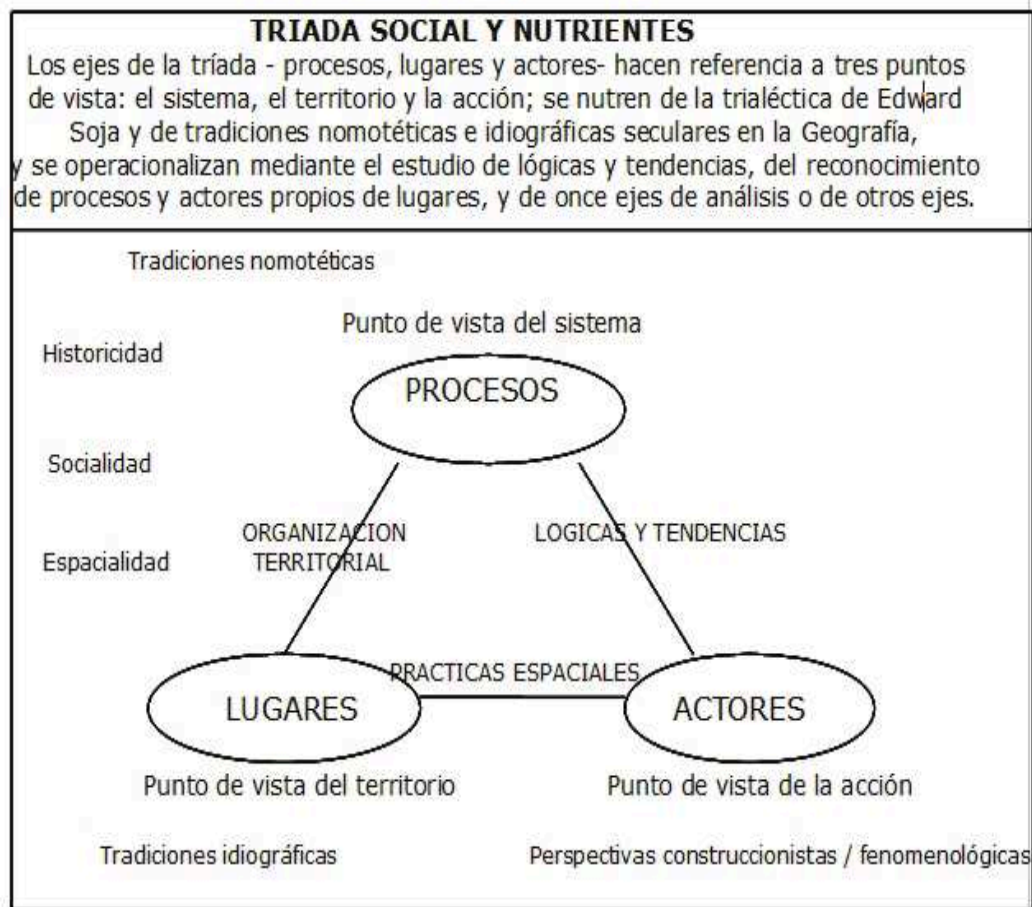 TRIADA SOCIAL Y NUTRIENTES
Los ejes de la tríada - procesos, lugares y actores- hacen referencia a tres puntos
de vista: el sistema, el territorio y la acción; se nutren de la trialéctica de Edward
Soja y de tradiciones nomotéticas e idiográficas seculares en la Geografía,
y se operacionalizan mediante el estudio de lógicas y tendencias, del reconocimiento
de procesos y actores propios de lugares, y de once ejes de análisis o de otros ejes.
Tradiciones nomotéticas
Punto de vista del sistema
Historicidad
PROCESOS
Socialidad
ORGANIZACION
TERRITORIAL
LOGICAS Y TENDENCIAS
Espacialidad
PRACTICAS ESPACIALES
LUGARES
ACTORES
Punto de vista del territorio
Punto de vista de la acción
Tradiciones idiográficas
Perspectivas construccionistas / fenomenológicas